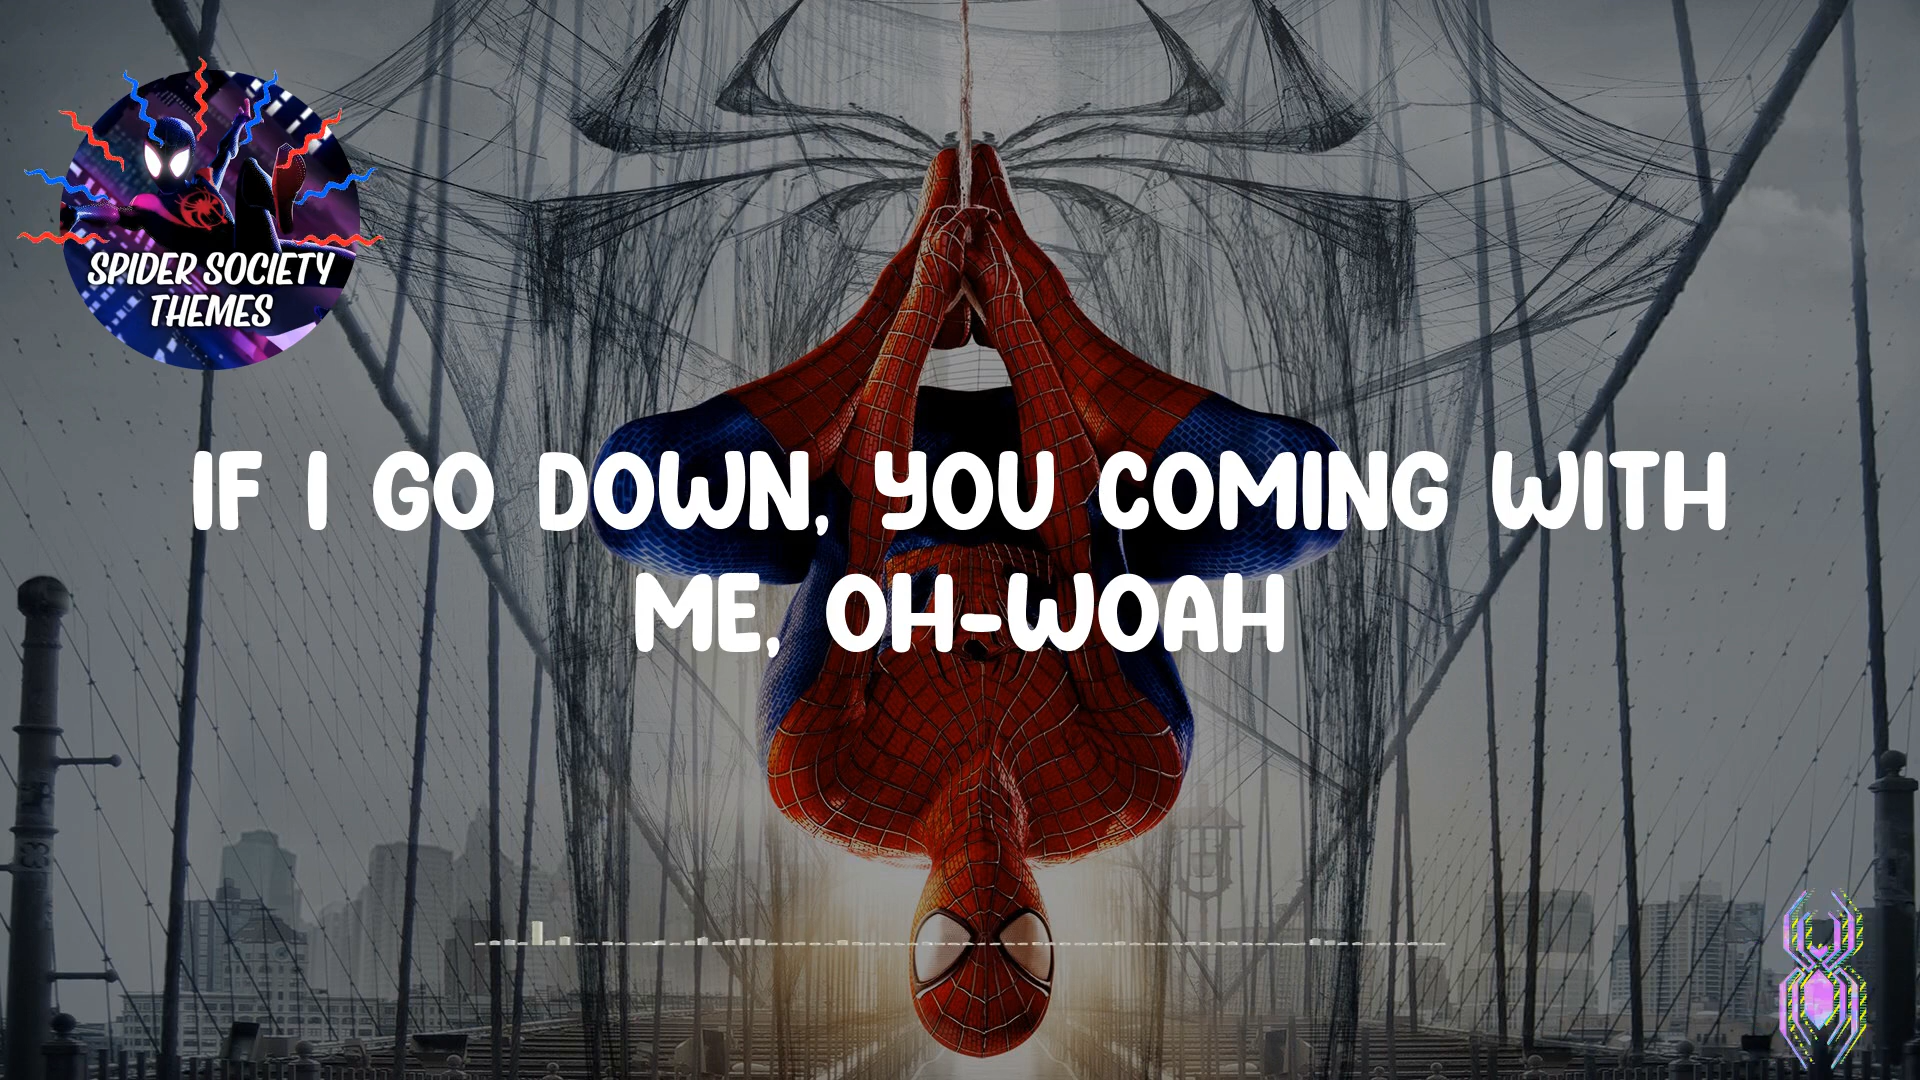 SPIDER SOCIETY
THEMES
IF I GO DOWN, YOU COMING WITH
ME, OH-WOAH